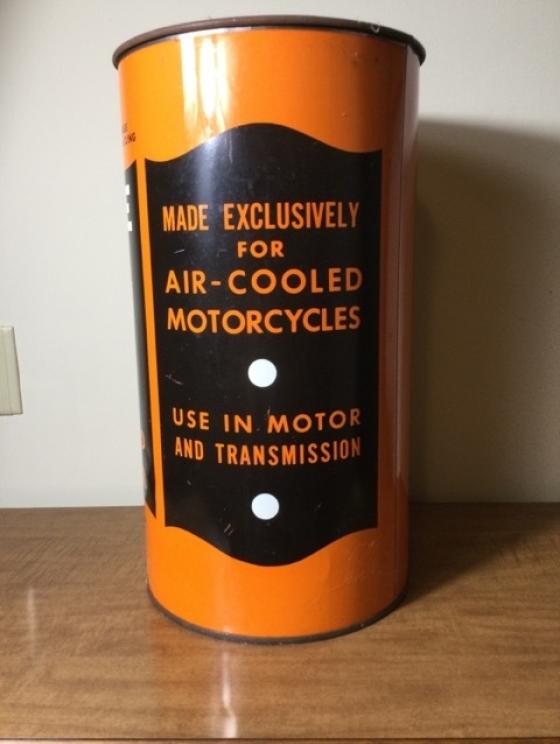 MADE EXCLUSIVELY
FOR
AIR-COOLED
MOTORCYCLES
USE IN MOTOR
AND TRANSMISSION